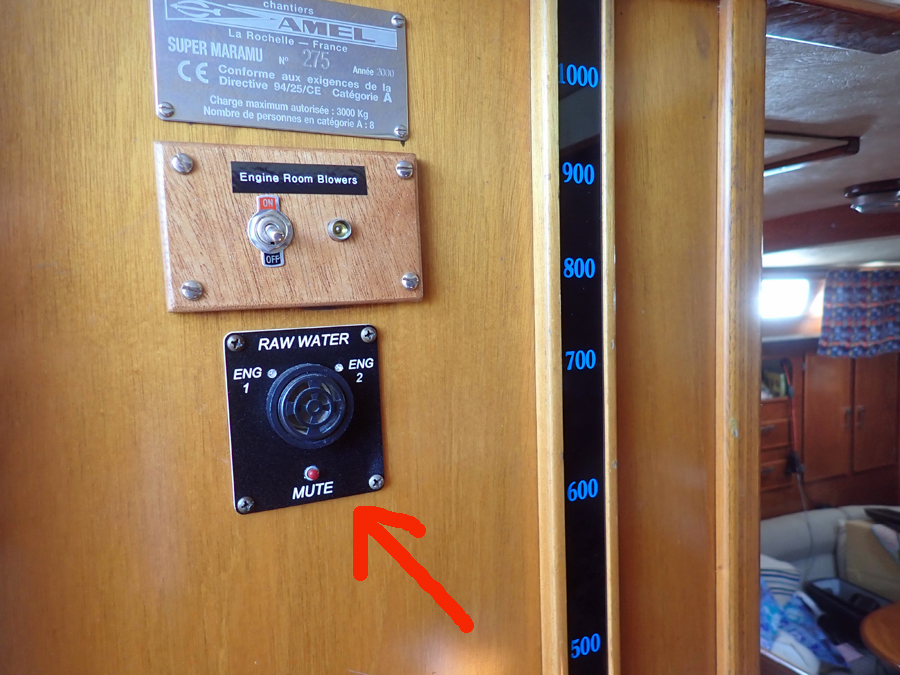 chantiers
AMEL
La Rochelle — France
SUPER MARAMU N° 275 Année 2000
CE Conforme aux exigences de la
Directive 94/25/CE Catégorie A
Charge maximum autorisée : 3000 Kg
Nombre de personnes en catégorie A : 8
Engine Room Blowers
ON
OFF
RAW WATER
ENG
1
ENG
2
MUTE
1000
900
800
700
600
500